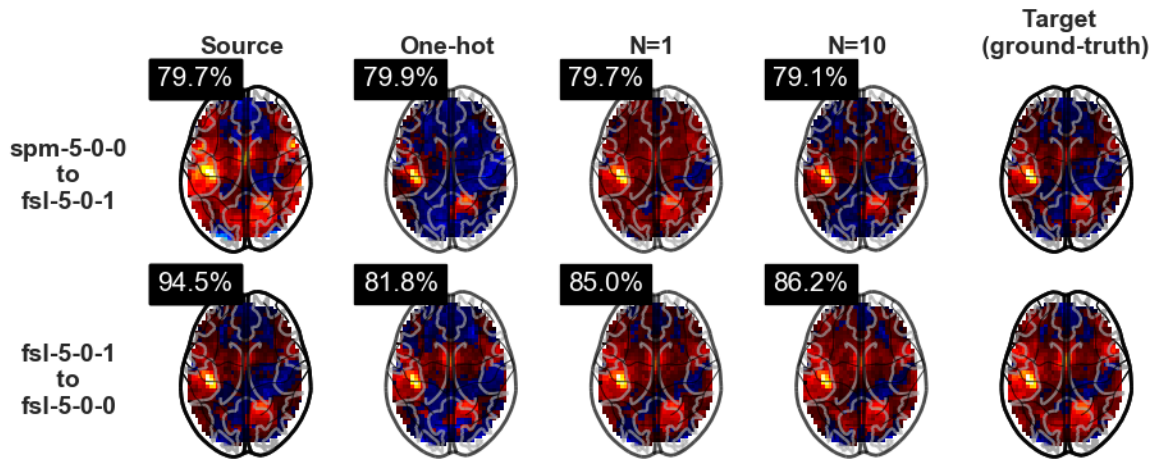 Source
One-hot
N=1
N=10
Target
(ground-truth)
spm-5-0-0
to
fsl-5-0-1
79.7%
79.9%
79.7%
79.1%
fsl-5-0-1
to
fsl-5-0-0
94.5%
81.8%
85.0%
86.2%